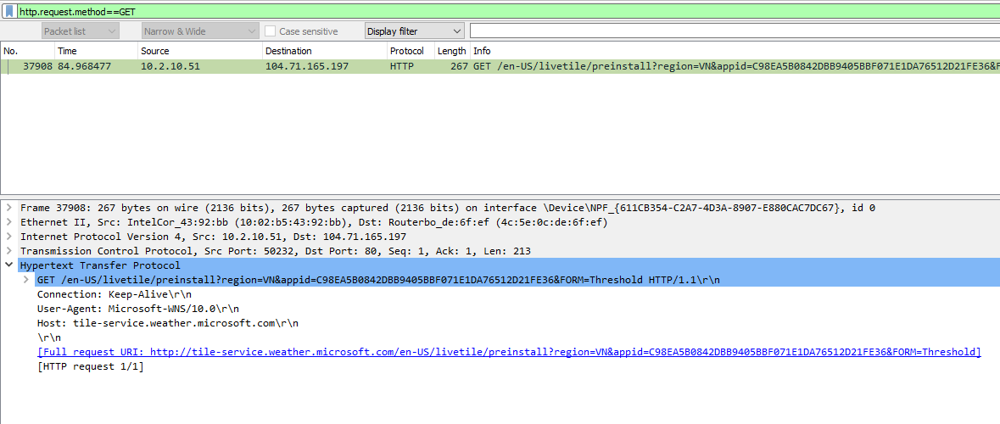 http.request.method==GET
Packet list Narrow & Wide Case sensitive Display filter
No. Time Source Destination Protocol Length Info
37908 84.968477 10.2.10.51 104.71.165.197 HTTP 267 GET /en-US/livetile/preinstall?region=VN&appid=C98EA5B0842DBB9405BBF071E1DA76512D21FE36&F
Frame 37908: 267 bytes on wire (2136 bits), 267 bytes captured (2136 bits) on interface \Device\NPF_{611CB354-C2A7-4D3A-8907-E880CAC7DC67}, id 0
Ethernet II, Src: IntelCor_43:92:bb (10:02:b5:43:92:bb), Dst: Routerbo_de:6f:ef (4c:5e:0c:de:6f:ef)
Internet Protocol Version 4, Src: 10.2.10.51, Dst: 104.71.165.197
Transmission Control Protocol, Src Port: 50232, Dst Port: 80, Seq: 1, Ack: 1, Len: 213
Hypertext Transfer Protocol
GET /en-US/livetile/preinstall?region=VN&appid=C98EA5B0842DBB9405BBF071E1DA76512D21FE36&FORM=Threshold HTTP/1.1\r\n
Connection: Keep-Alive\r\n
User-Agent: Microsoft-WNS/10.0\r\n
Host: tile-service.weather.microsoft.com\r\n
\r\n
[Full request URI: http://tile-service.weather.microsoft.com/en-US/livetile/preinstall?region=VN&appid=C98EA5B0842DBB9405BBF071E1DA76512D21FE36&FORM=Threshold]
[HTTP request 1/1]